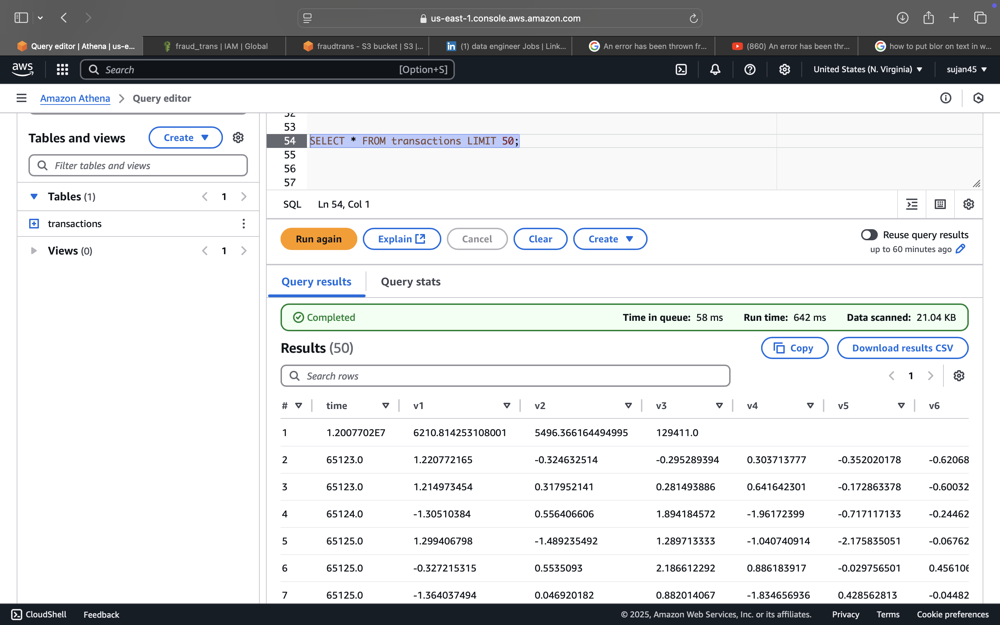 us-east-1.console.aws.amazon.com
Query editor | Athena | us-e...
fraud_trans | IAM | Global
fraudtrans - S3 bucket | S3 |...
(1) data engineer Jobs | Link...
An error has been thrown fr...
(860) An error has been thr...
how to put blor on text in w...
aws
Search
[Option+S]
United States (N. Virginia)
sujan45
Amazon Athena
Query editor
Tables and views
Create
Filter tables and views
Tables (1)
1
transactions
Views (0)
1
52
53
54 SELECT * FROM transactions LIMIT 50;
55
56
57
SQL Ln 54, Col 1
Run again
Explain
Cancel
Clear
Create
Reuse query results
up to 60 minutes ago
Query results
Query stats
Completed
Time in queue: 58 ms Run time: 642 ms Data scanned: 21.04 KB
Results (50)
Copy
Download results CSV
Search rows
1
# time v1 v2 v3 v4 v5 v6
1 1.2007702E7 6210.814253108001 5496.366164494995 129411.0
2 65123.0 1.220772165 -0.324632514 -0.295289394 0.303713777 -0.352020178 -0.62068
3 65123.0 1.214973454 0.317952141 0.281493886 0.641642301 -0.172863378 -0.60032
4 65124.0 -1.30510384 0.556406606 1.894184572 -1.96172399 -0.717117133 -0.24462
5 65125.0 1.299406798 -1.489235492 1.289713333 -1.040740914 -2.175835051 -0.06762
6 65125.0 -0.327215315 0.5535093 2.186612292 0.886183917 -0.029756501 0.456106
7 65125.0 -1.364037494 0.046920182 0.882014067 -1.834656936 0.428562813 -0.04482
CloudShell
Feedback
© 2025, Amazon Web Services, Inc. or its affiliates.
Privacy
Terms
Cookie preferences